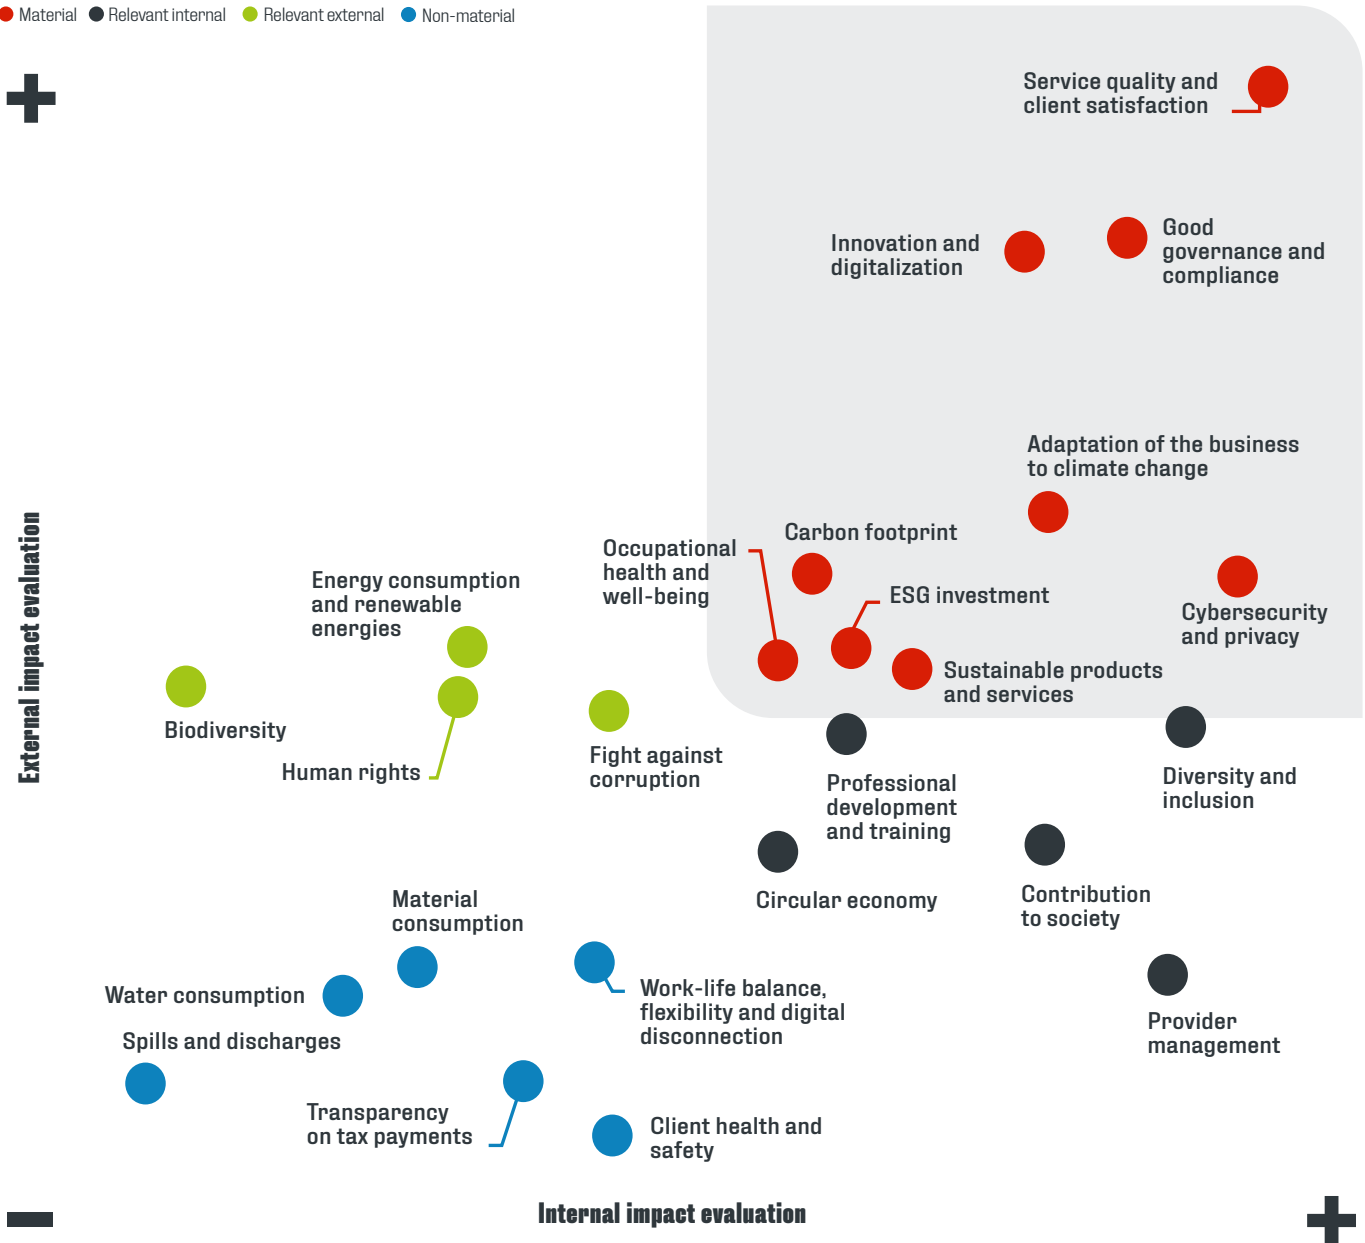 Material
Relevant internal
Relevant external
Non-material
Service quality and
client satisfaction
Innovation and
digitalization
Good
governance and
compliance
Adaptation of the business
to climate change
Carbon footprint
Occupational
health and
well-being
ESG investment
Energy consumption
and renewable
energies
Cybersecurity
and privacy
Sustainable products
and services
Biodiversity
Human rights
Fight against
corruption
Professional
development
and training
Diversity and
inclusion
Circular economy
Contribution
to society
Material
consumption
Water consumption
Work-life balance,
flexibility and digital
disconnection
Spills and discharges
Provider
management
Transparency
on tax payments
Client health and
safety
External impact evaluation
Internal impact evaluation